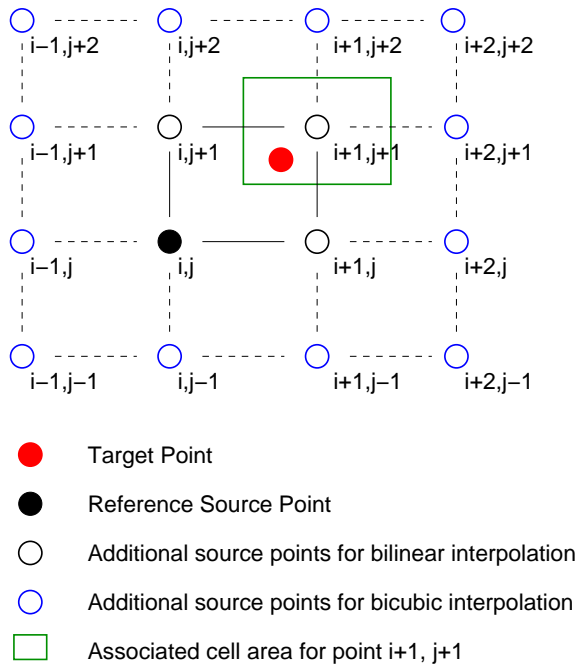 i−1,j+2 i,j+2 i+1,j+2 i+2,j+2
i−1,j+1 i,j+1 i+1,j+1 i+2,j+1
i−1,j i,j i+1,j i+2,j
i−1,j−1 i,j−1 i+1,j−1 i+2,j−1
Target Point
Reference Source Point
Additional source points for bilinear interpolation
Additional source points for bicubic interpolation
Associated cell area for point i+1, j+1